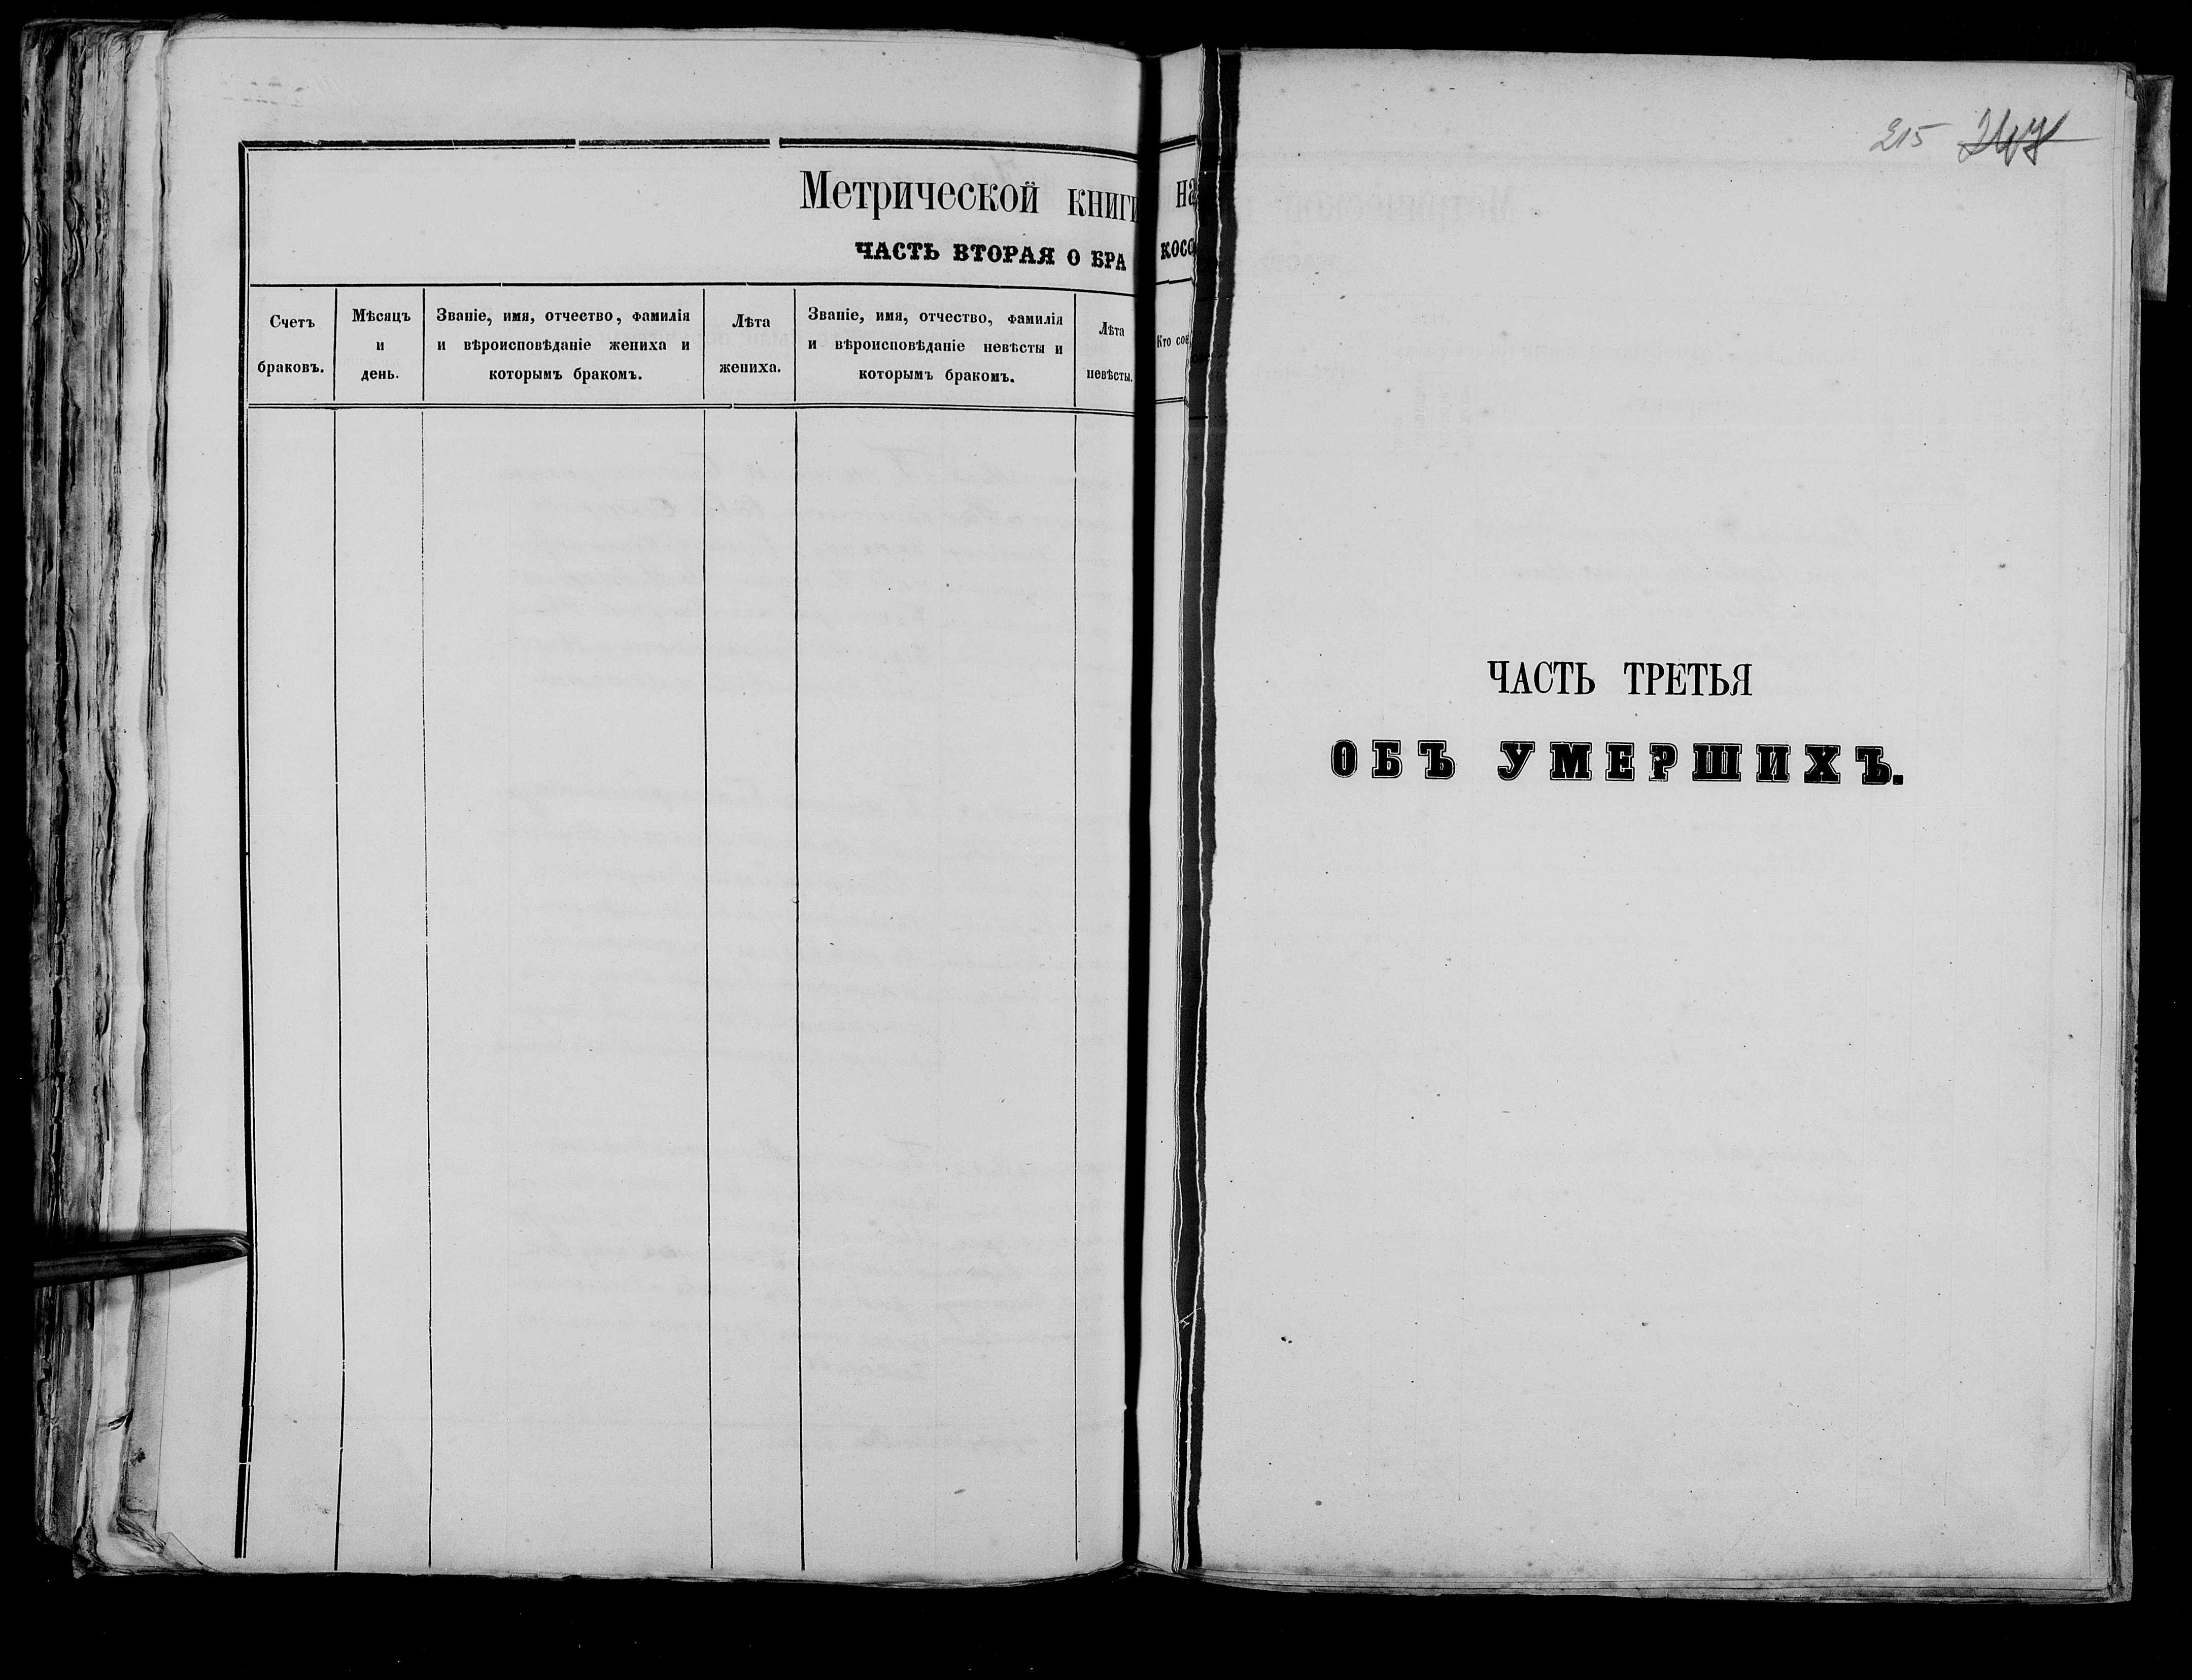 Метрической книги на
ЧАСТЬ ВТОРАЯ О БРА КОСО
Счетъ
браковъ.
Мѣсяцъ
и
день.
Званіе, имя, отчество, фамилія
и вѣроисповѣданіе жениха и
которымъ бракомъ.
Лѣта
жениха.
Званіе, имя, отчество, фамилія
и вѣроисповѣданіе невѣсты и
которымъ бракомъ.
Лѣта
невѣсты.
Кто сов
215
ЧАСТЬ ТРЕТЬЯ
ОБЪ УМЕРШИХЪ.